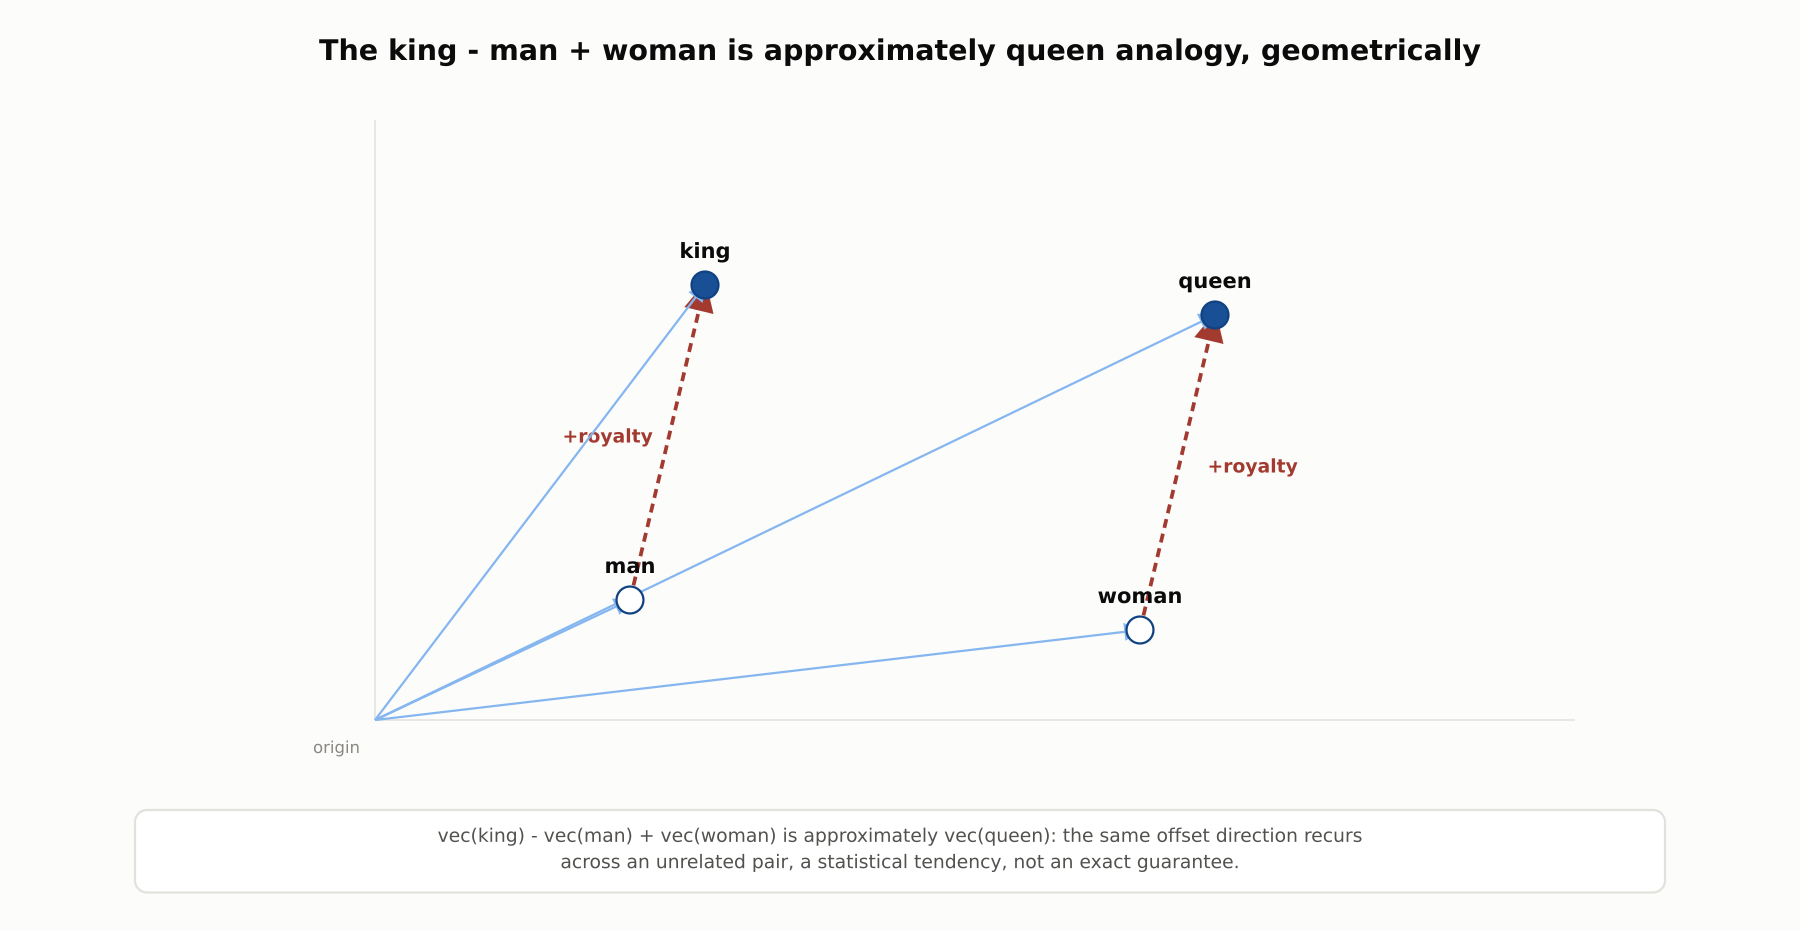 The king - man + woman is approximately queen analogy, geometrically
king
queen
+royalty
+royalty
man
woman
origin
vec(king) - vec(man) + vec(woman) is approximately vec(queen): the same offset direction recurs
across an unrelated pair, a statistical tendency, not an exact guarantee.